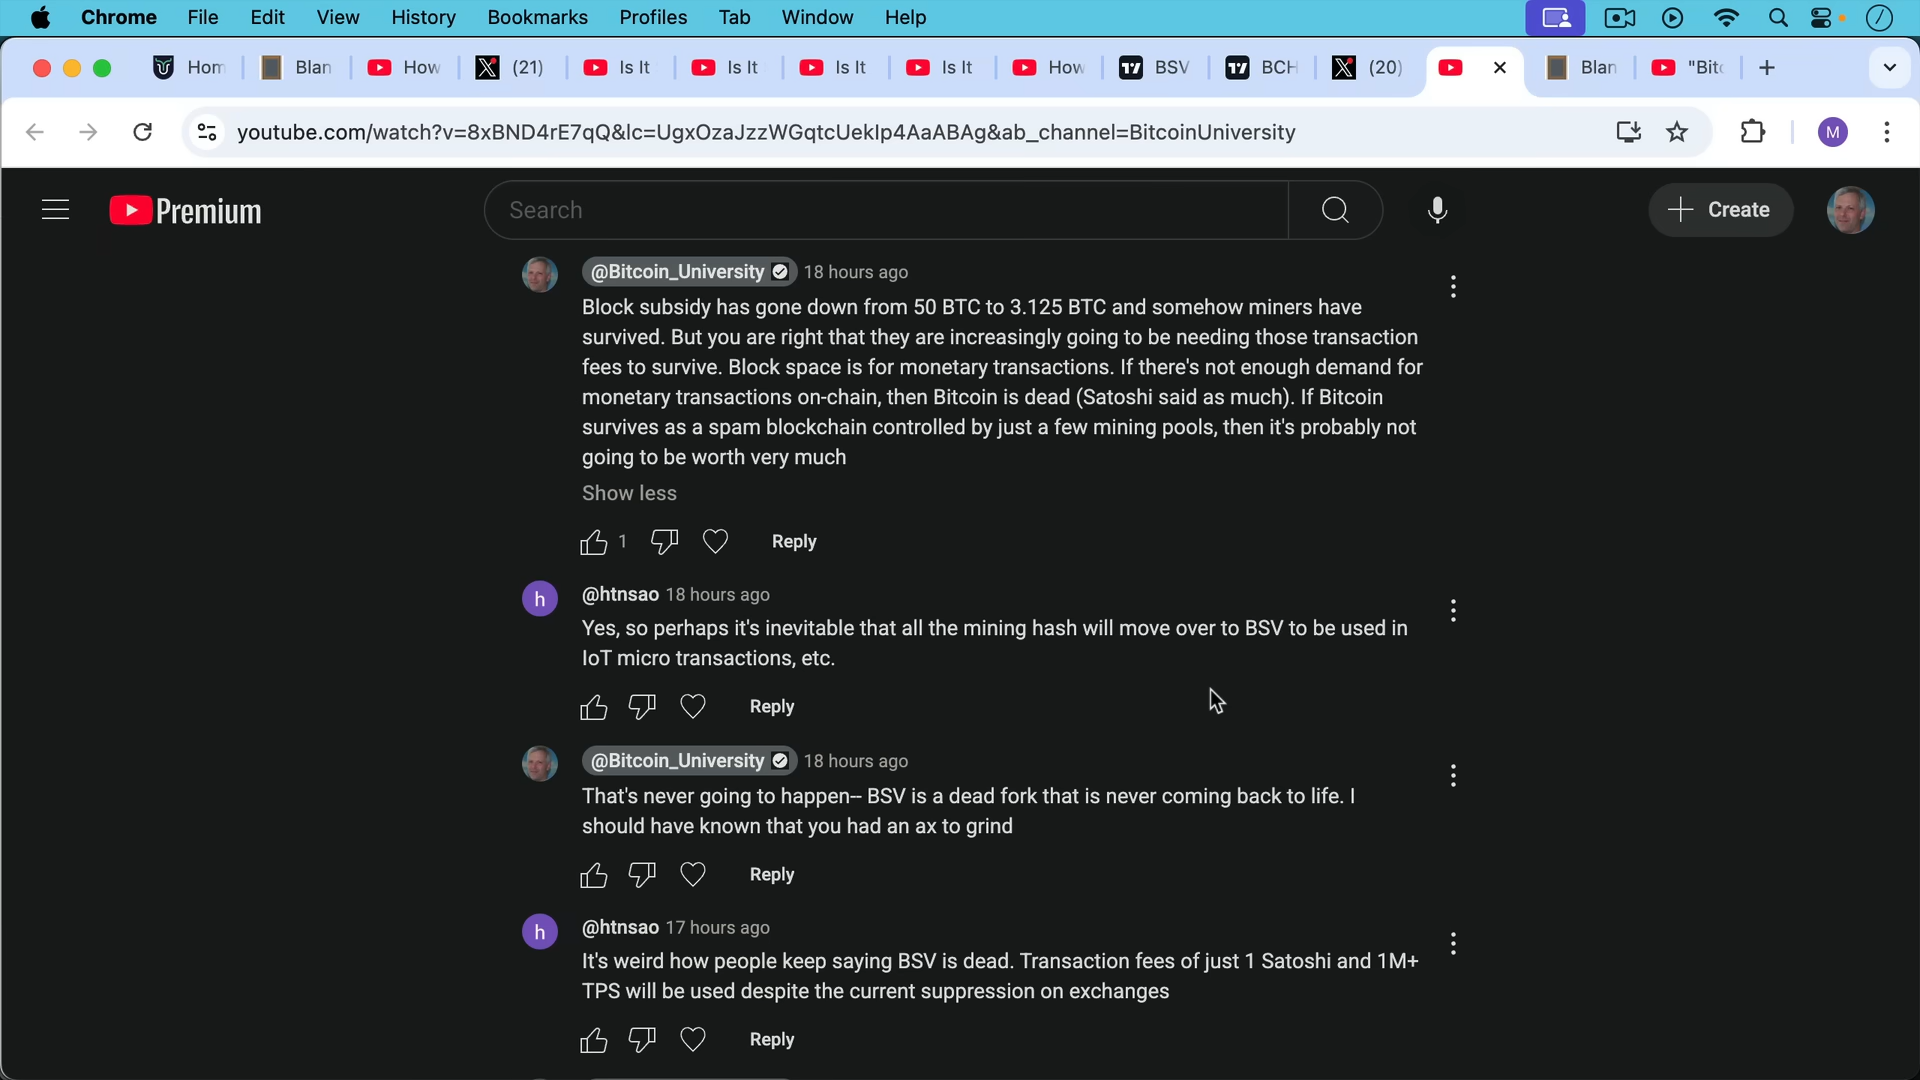 Chrome File Edit View History Bookmarks Profiles Tab Window Help
Hom Blan How (21) Is It Is It Is It Is It How BSV BCH (20) Blan "Bitc
youtube.com/watch?v=8xBND4rE7qQ&lc=UgxOzaJzzWGqtcUekIp4AaABAg&ab_channel=BitcoinUniversity M
Premium Search Create
@Bitcoin_University 18 hours ago
Block subsidy has gone down from 50 BTC to 3.125 BTC and somehow miners have
survived. But you are right that they are increasingly going to be needing those transaction
fees to survive. Block space is for monetary transactions. If there's not enough demand for
monetary transactions on-chain, then Bitcoin is dead (Satoshi said as much). If Bitcoin
survives as a spam blockchain controlled by just a few mining pools, then it's probably not
going to be worth very much
Show less
1 Reply
h @htnsao 18 hours ago
Yes, so perhaps it's inevitable that all the mining hash will move over to BSV to be used in
IoT micro transactions, etc.
Reply
@Bitcoin_University 18 hours ago
That's never going to happen-- BSV is a dead fork that is never coming back to life. I
should have known that you had an ax to grind
Reply
h @htnsao 17 hours ago
It's weird how people keep saying BSV is dead. Transaction fees of just 1 Satoshi and 1M+
TPS will be used despite the current suppression on exchanges
Reply